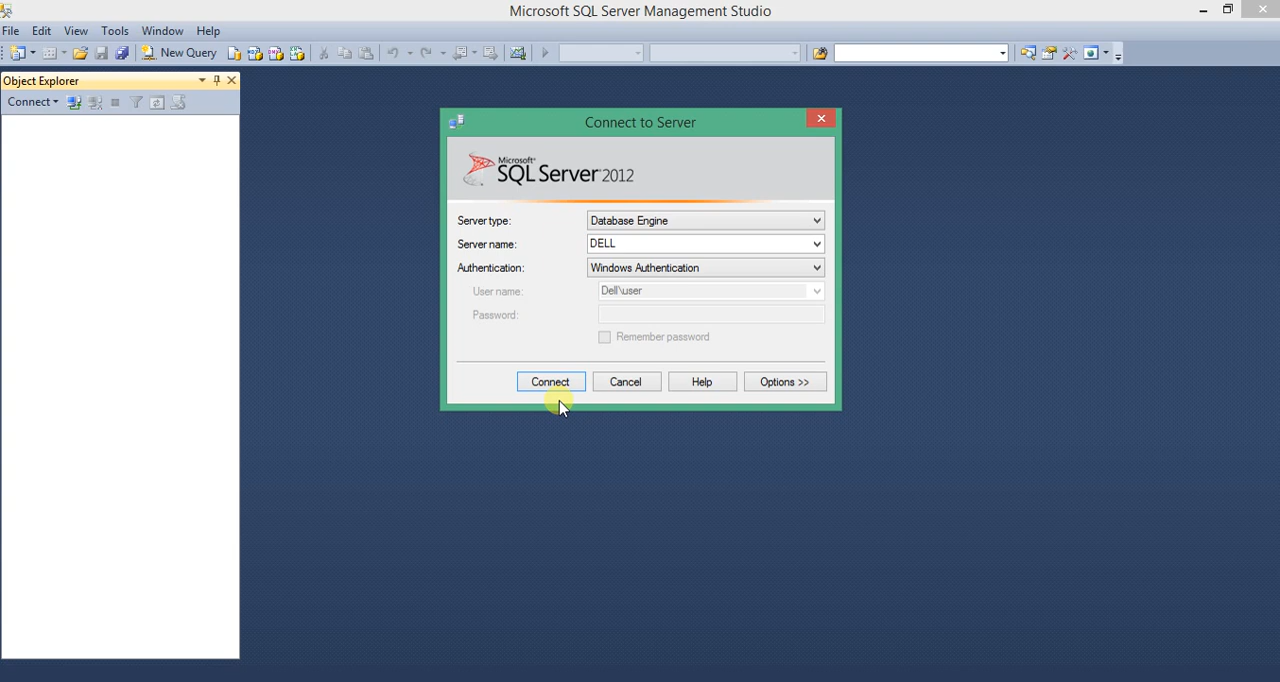 Microsoft SQL Server Management Studio
File Edit View Tools Window Help
New Query
Object Explorer
Connect
Connect to Server
Microsoft®
SQL Server 2012
Server type: Database Engine
Server name: DELL
Authentication: Windows Authentication
User name: Dell\user
Password:
Remember password
Connect Cancel Help Options >>